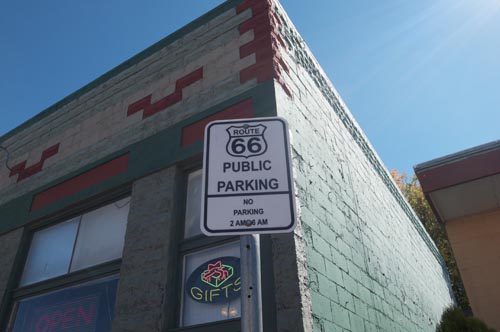 ROUTE
66
PUBLIC
PARKING
NO
PARKING
2 AM@6 AM
GIFTS
OPEN